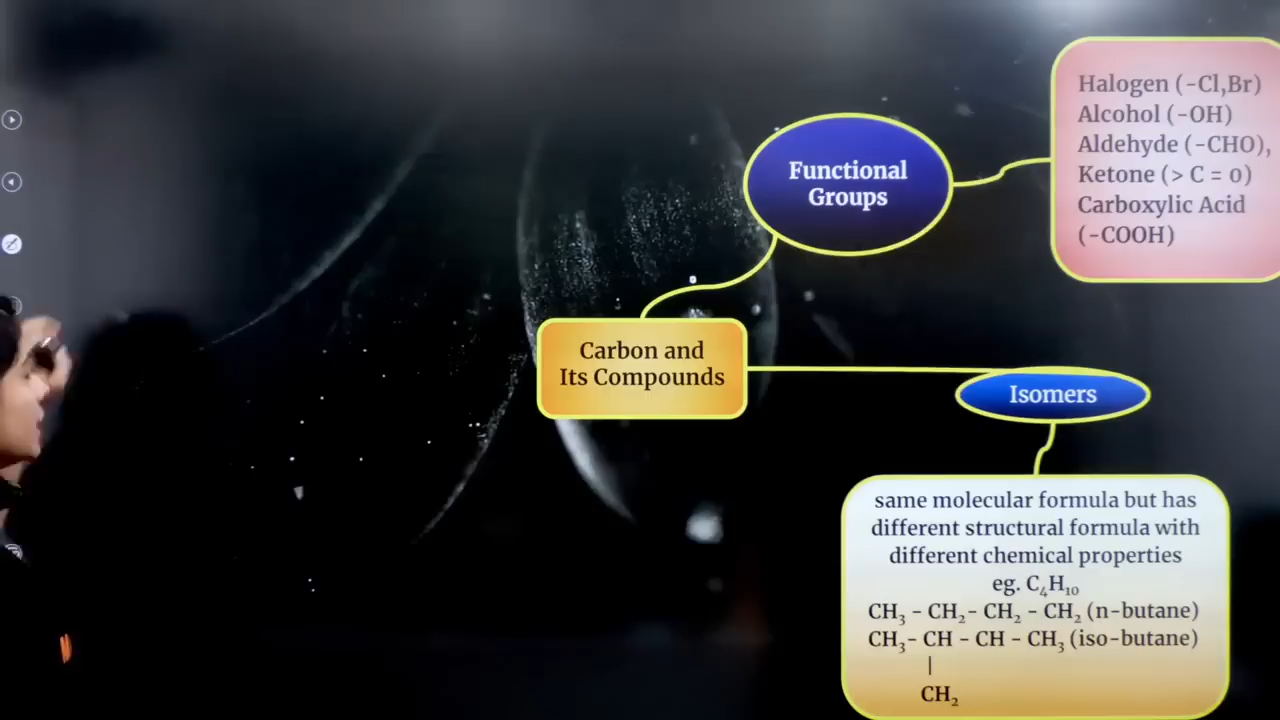 Functional
Groups
Halogen (-Cl,Br)
Alcohol (-OH)
Aldehyde (-CHO),
Ketone (> C = 0)
Carboxylic Acid
(-COOH)
Carbon and
Its Compounds
Isomers
same molecular formula but has
different structural formula with
different chemical properties
eg. C₄H₁₀
CH₃ - CH₂- CH₂ - CH₂ (n-butane)
CH₃- CH - CH - CH₃ (iso-butane)
|
CH₂